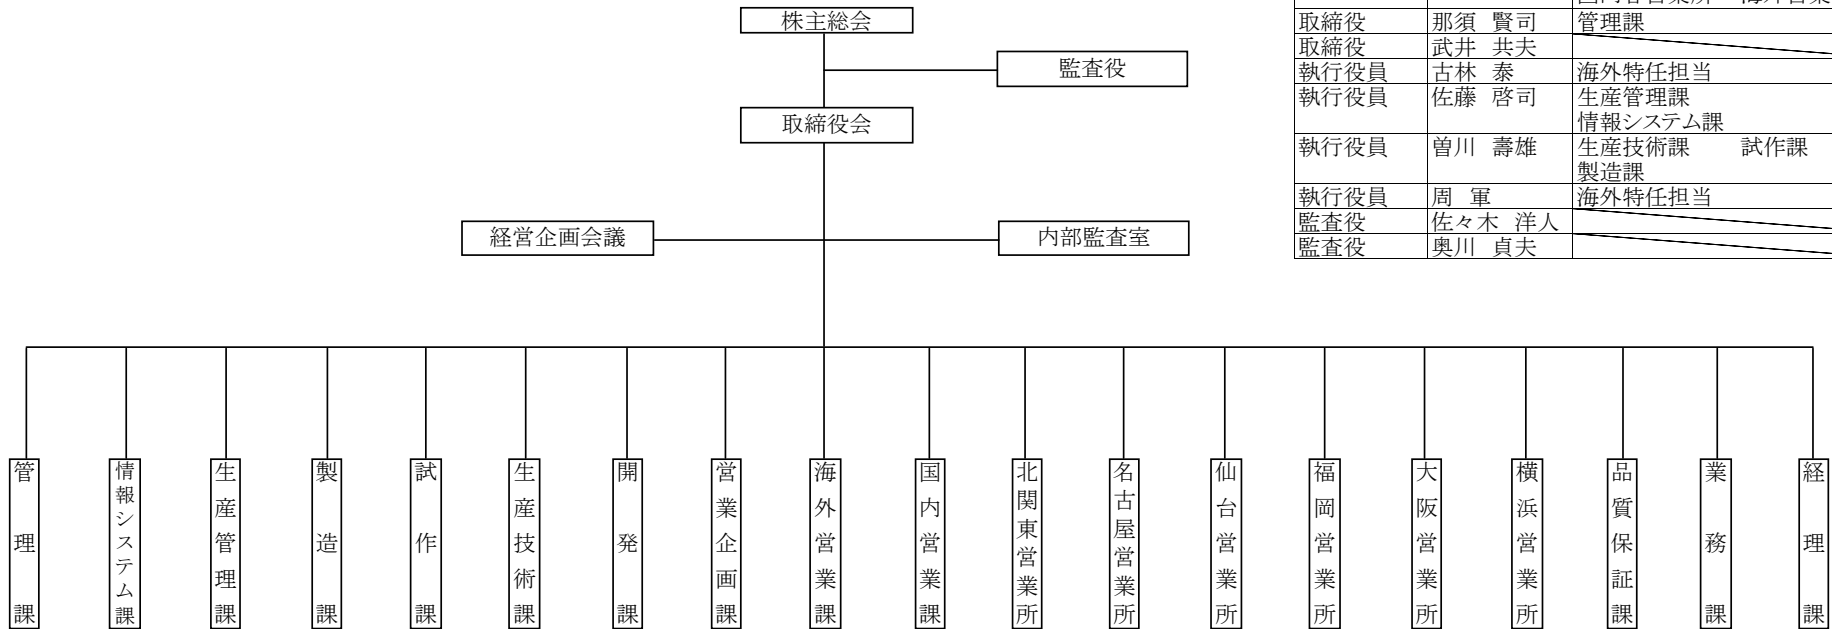 株主総会
監査役
取締役会
経営企画会議
内部監査室
取締役 那須 賢司 管理課
取締役 武井 共夫
執行役員 古林 泰 海外特任担当
執行役員 佐藤 啓司 生産管理課
情報システム課
執行役員 曽川 壽雄 生産技術課 試作課
製造課
執行役員 周 軍 海外特任担当
監査役 佐々木 洋人
監査役 奥川 貞夫
管理課
情報システム課
生産管理課
製造課
試作課
生産技術課
開発課
営業企画課
海外営業課
国内営業課
北関東営業所
名古屋営業所
仙台営業所
福岡営業所
大阪営業所
横浜営業所
品質保証課
業務課
経理課